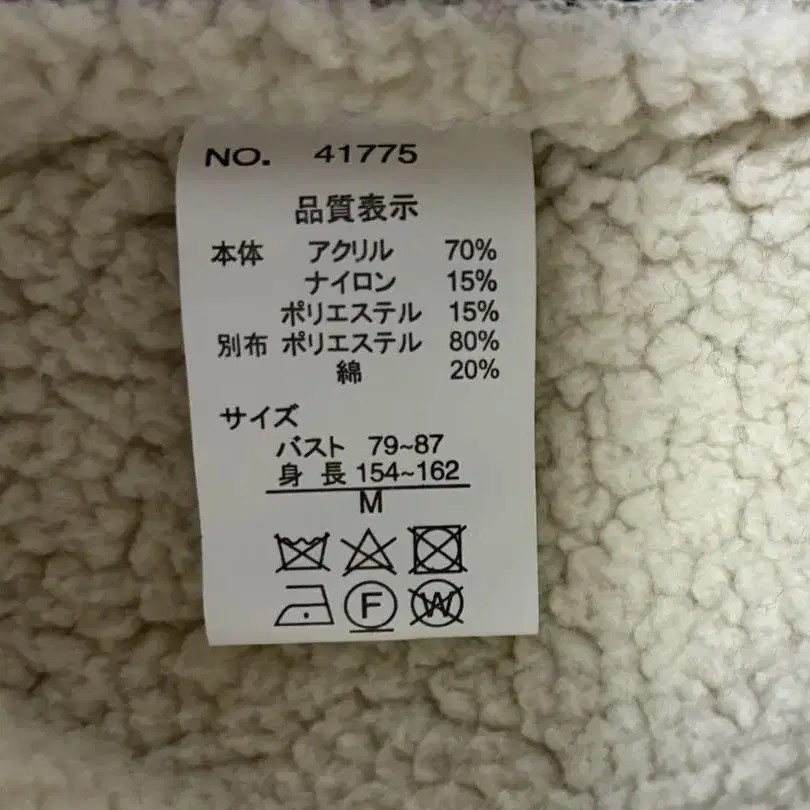 NO. 41775
品質表示
本体 アクリル 70%
ナイロン 15%
ポリエステル 15%
別布 ポリエステル 80%
綿 20%
サイズ
バスト 79~87
身 長 154~162
M
F W